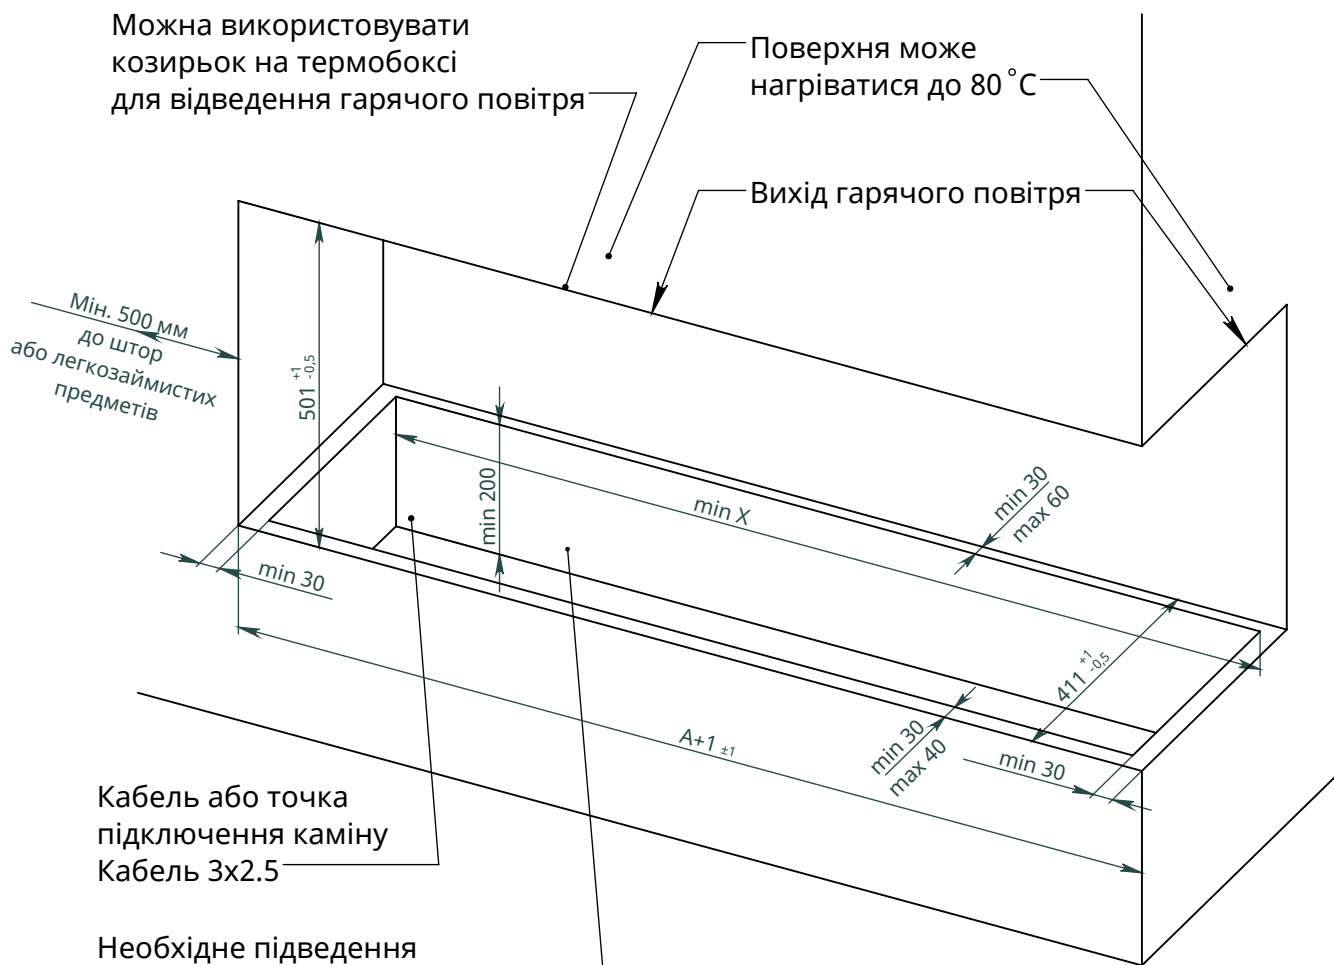 Можна використовувати
козирьок на термобоксі
для відведення гарячого повітря
Поверхня може
нагріватися до 80 ˚C
Вихід гарячого повітря
Мін. 500 мм
до штор
або легкозаймистих
предметів
501 +1 -0,5
min 200
min X
min 30
max 60
min 30
411 +1 -0,5
A+1 ±1
min 30
max 40
min 30
Кабель або точка
підключення каміну
Кабель 3x2.5
Необхідне підведення